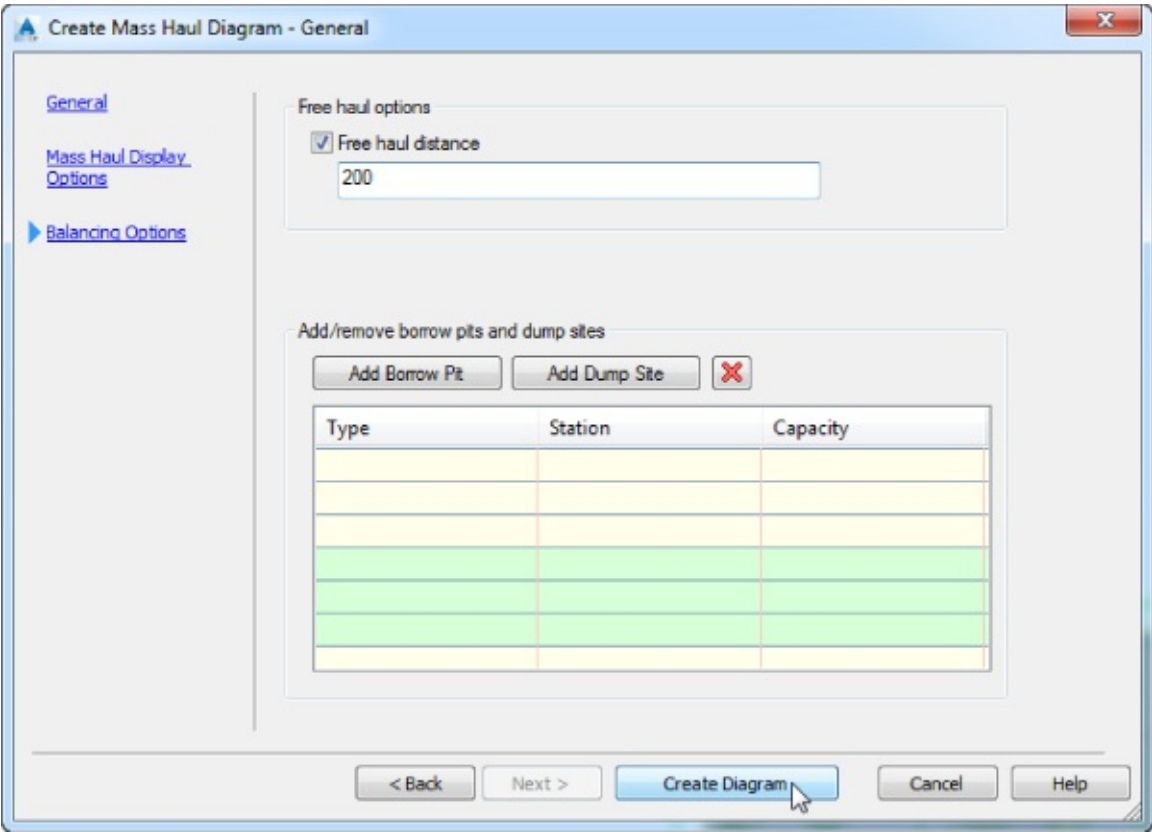 Create Mass Haul Diagram - General
General
Mass Haul Display
Options
Balancing Options
Free haul options
Free haul distance
200
Add/remove borrow pits and dump sites
Add Borrow Pit
Add Dump Site
Type Station Capacity
< Back
Next >
Create Diagram
Cancel
Help